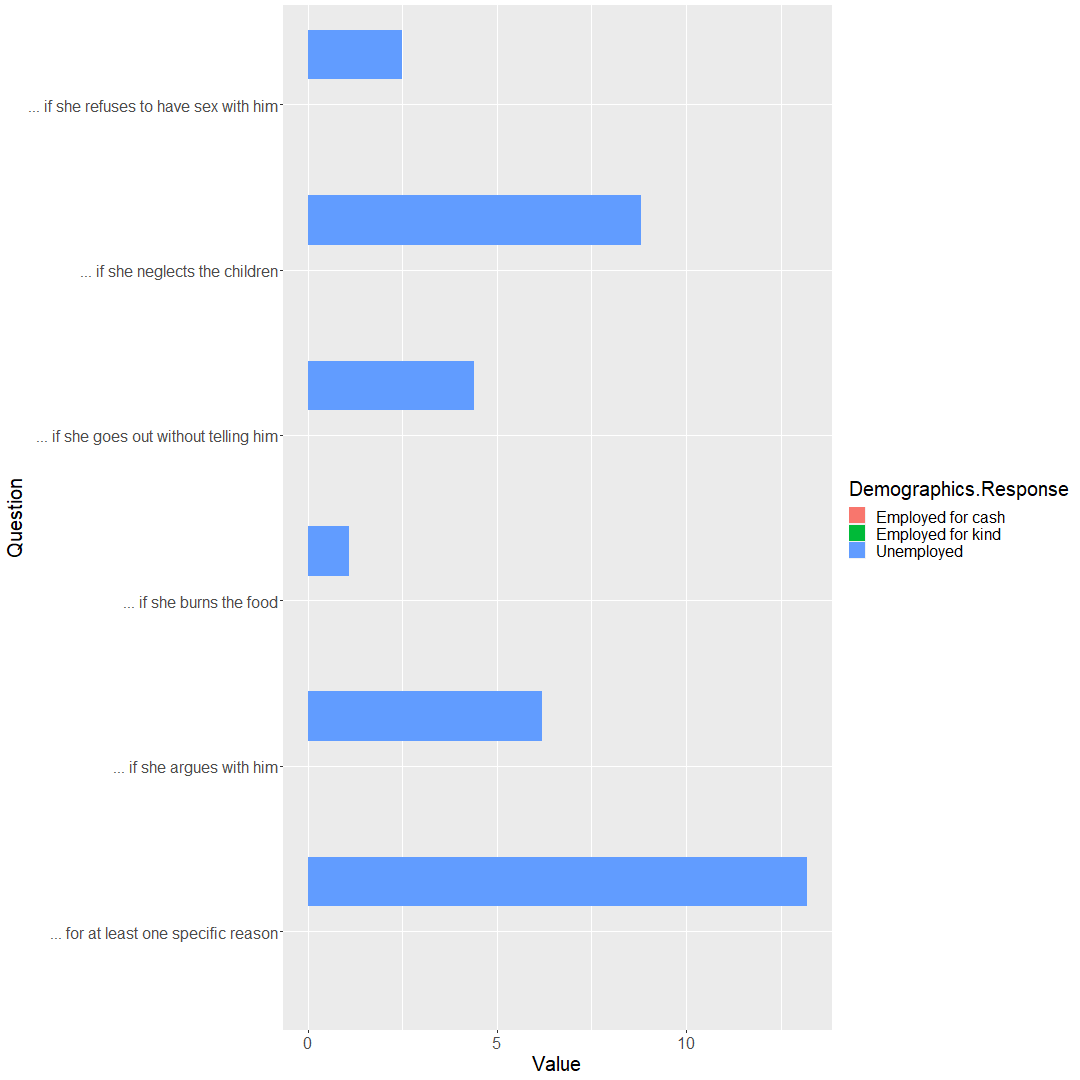 ... if she refuses to have sex with him
... if she neglects the children
... if she goes out without telling him
... if she burns the food
... if she argues with him
... for at least one specific reason
Question
0 5 10
Value
Demographics.Response
Employed for cash
Employed for kind
Unemployed